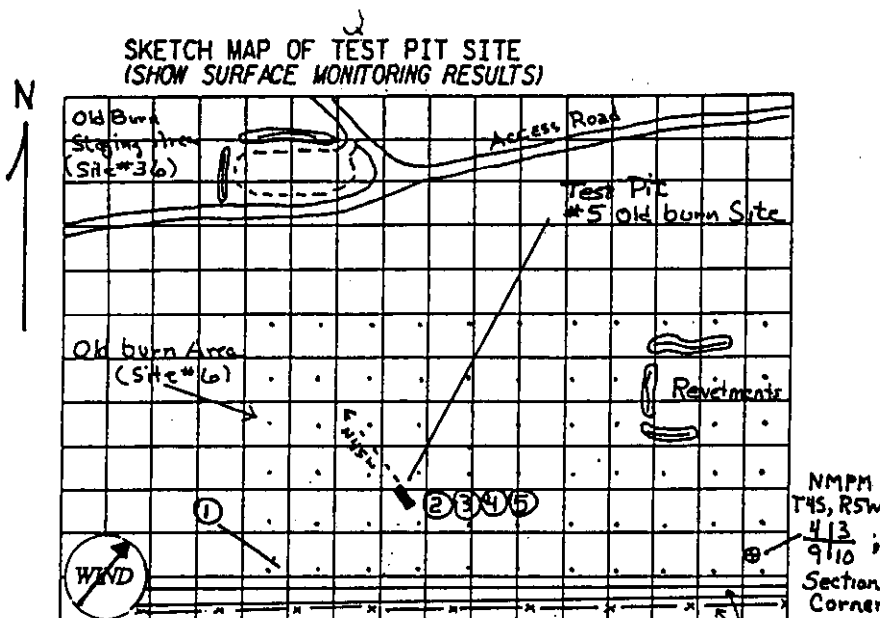 SKETCH MAP OF TEST PIT SITE
(SHOW SURFACE MONITORING RESULTS)
N
Old Burn
Staging Area
(Site #36)
Access Road
Test Pit
#5 Old burn Site
Old burn Area
(Site #6)
Revetments
N45W
1
2 3 4 5
NMPM
T4S, R5W
4|3
9|10
Section
Corner
WIND